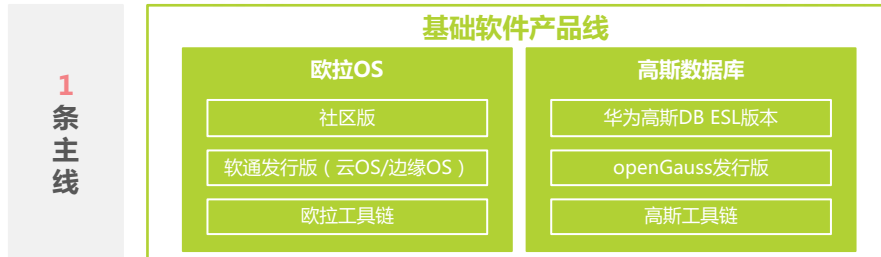 1
条
主
线
基础软件产品线
欧拉OS
社区版
软通发行版（云OS/边缘OS）
欧拉工具链
高斯数据库
华为高斯DB ESL版本
openGauss发行版
高斯工具链